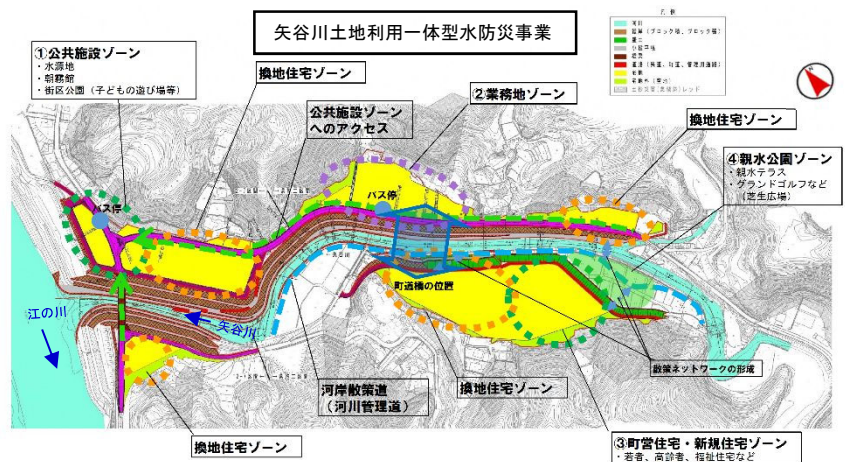 矢谷川土地利用一体型水防災事業
凡例
河川
①公共施設ゾーン
・水源地
・朝霧館
・街区公園（子どもの遊び場等）
換地住宅ゾーン
公共施設ゾーン
へのアクセス
②業務地ゾーン
換地住宅ゾーン
④親水公園ゾーン
・親水テラス
・グランドゴルフなど
（芝生広場）
バス停
バス停
町道橋の位置
江の川
矢谷川
散策ネットワークの形成
河岸散策道
（河川管理道）
換地住宅ゾーン
換地住宅ゾーン
③町営住宅・新規住宅ゾーン
・若者、高齢者、福祉住宅など